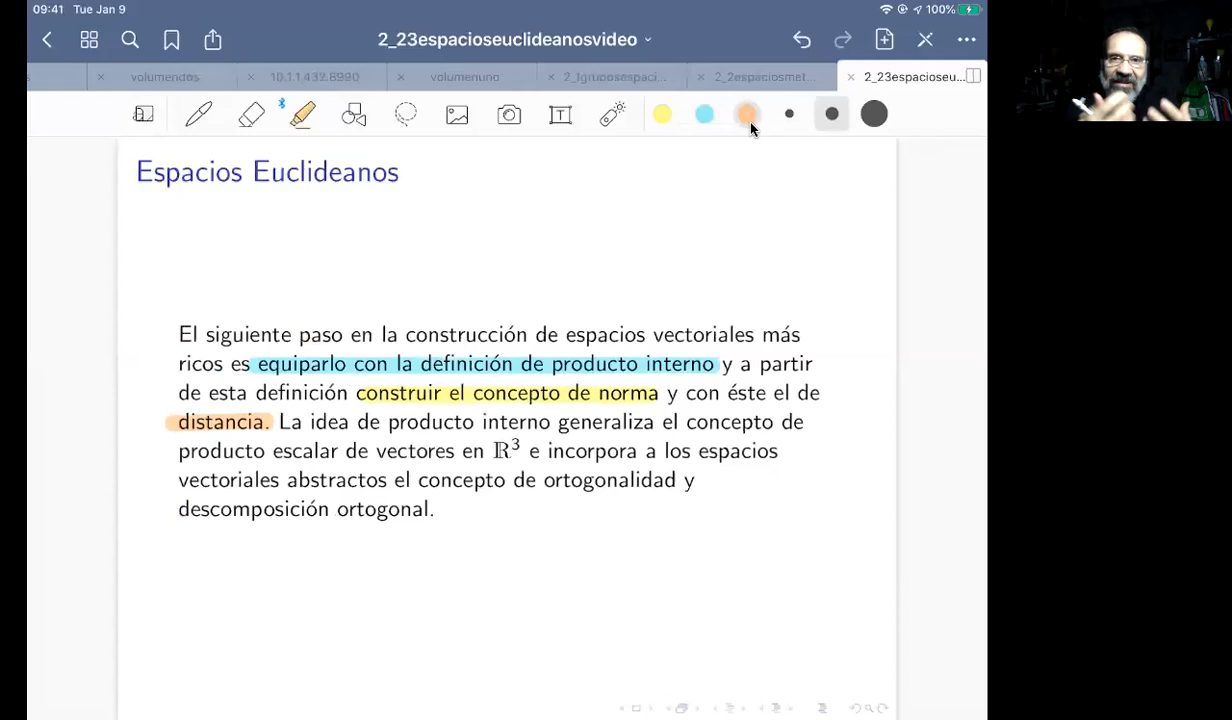 09:41 Tue Jan 9
100%
2_23espacioseuclideanosvideo
volumendos
10.1.1.432.8990
volumenuno
2_1gruposespaci...
2_2espaciosmet...
2_23espacioseu...
T
Espacios Euclideanos
El siguiente paso en la construcción de espacios vectoriales más
ricos es equiparlo con la definición de producto interno y a partir
de esta definición construir el concepto de norma y con éste el de
distancia. La idea de producto interno generaliza el concepto de
producto escalar de vectores en ℝ³ e incorpora a los espacios
vectoriales abstractos el concepto de ortogonalidad y
descomposición ortogonal.